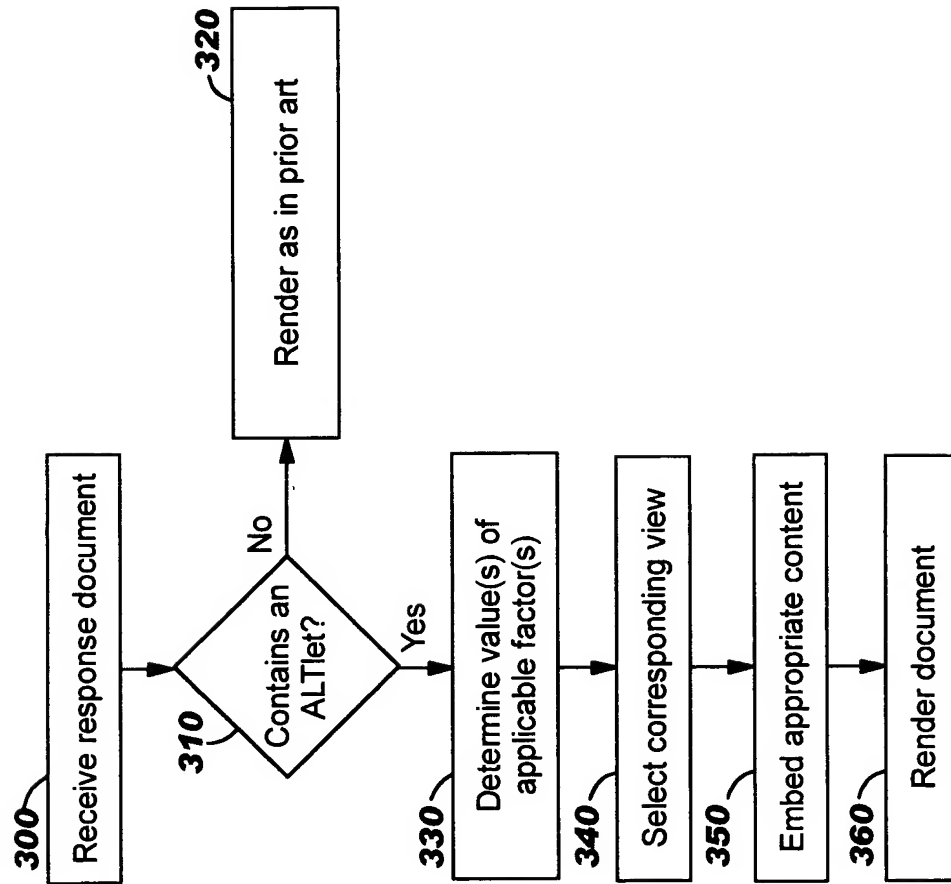 300
Receive response document
310
Contains an
ALTlet?
No
320
Render as in prior art
Yes
330
Determine value(s) of
applicable factor(s)
340
Select corresponding view
350
Embed appropriate content
360
Render document